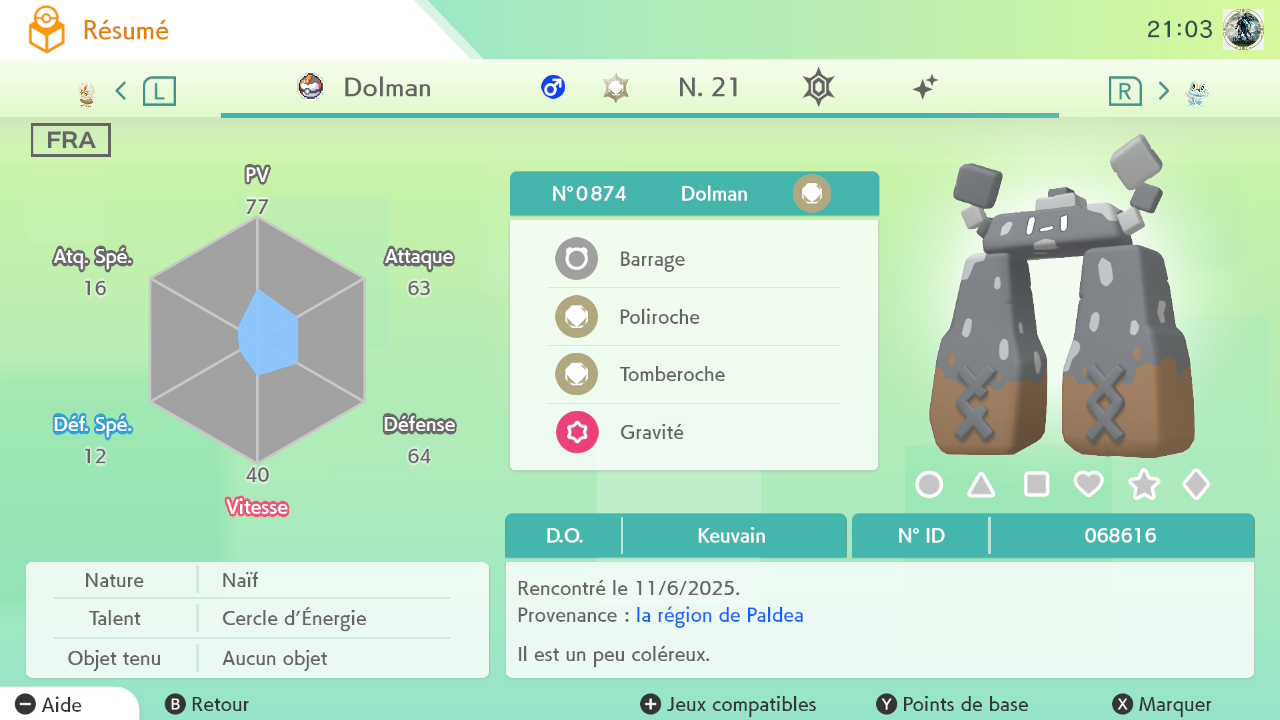 Résumé
21:03
L
Dolman
N. 21
R
FRA
PV
77
Atq. Spé.
16
Attaque
63
Déf. Spé.
12
Défense
64
40
Vitesse
N°0874 Dolman
Barrage
Poliroche
Tomberoche
Gravité
D.O. Keuvain
N° ID 068616
Nature Naïf
Talent Cercle d'Énergie
Objet tenu Aucun objet
Rencontré le 11/6/2025.
Provenance : la région de Paldea
Il est un peu coléreux.
Aide
B Retour
Jeux compatibles
Y Points de base
X Marquer